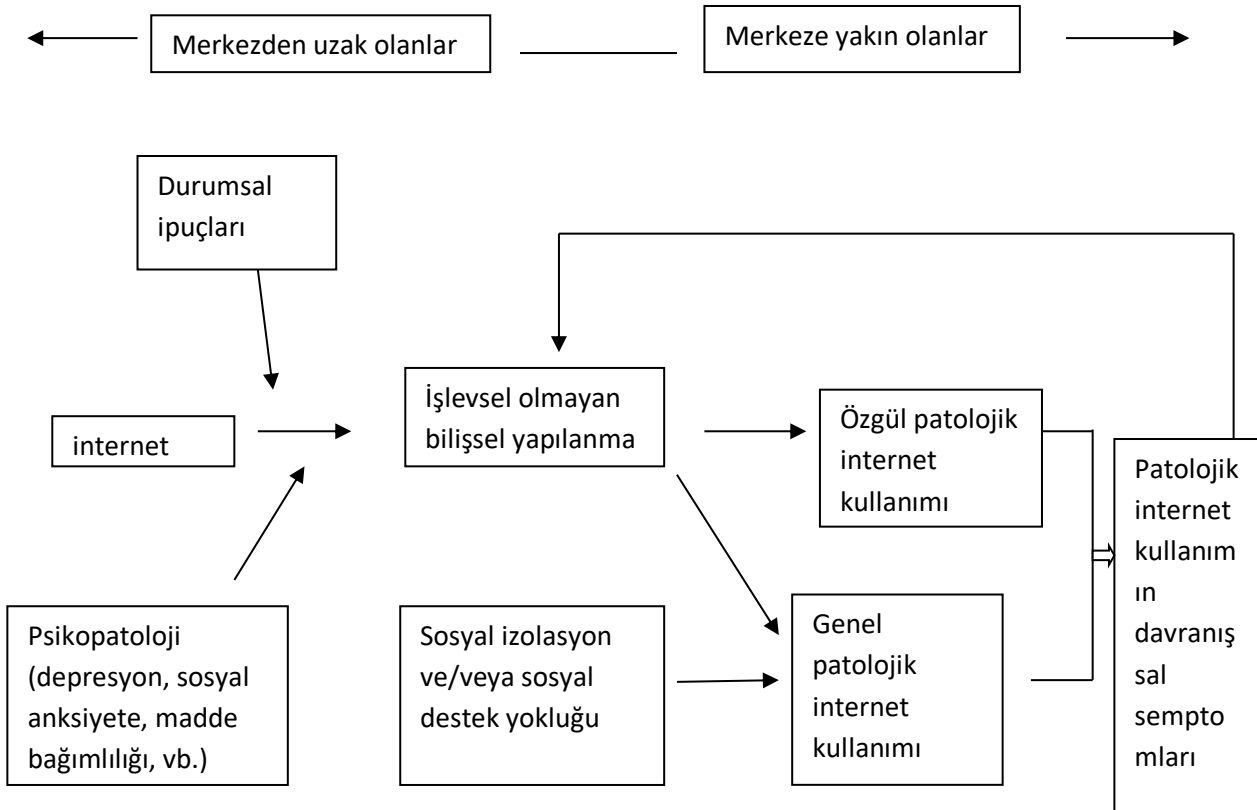 Merkezden uzak olanlar
Merkeze yakın olanlar
Durumsal
ipuçları
internet
İşlevsel olmayan
bilişsel yapılanma
Özgül patolojik
internet
kullanımı
Patolojik
internet
kullanım
ın
davranış
sal
sempto
mları
Psikopatoloji
(depresyon, sosyal
anksiyete, madde
bağımlılığı, vb.)
Sosyal izolasyon
ve/veya sosyal
destek yokluğu
Genel
patolojik
internet
kullanımı